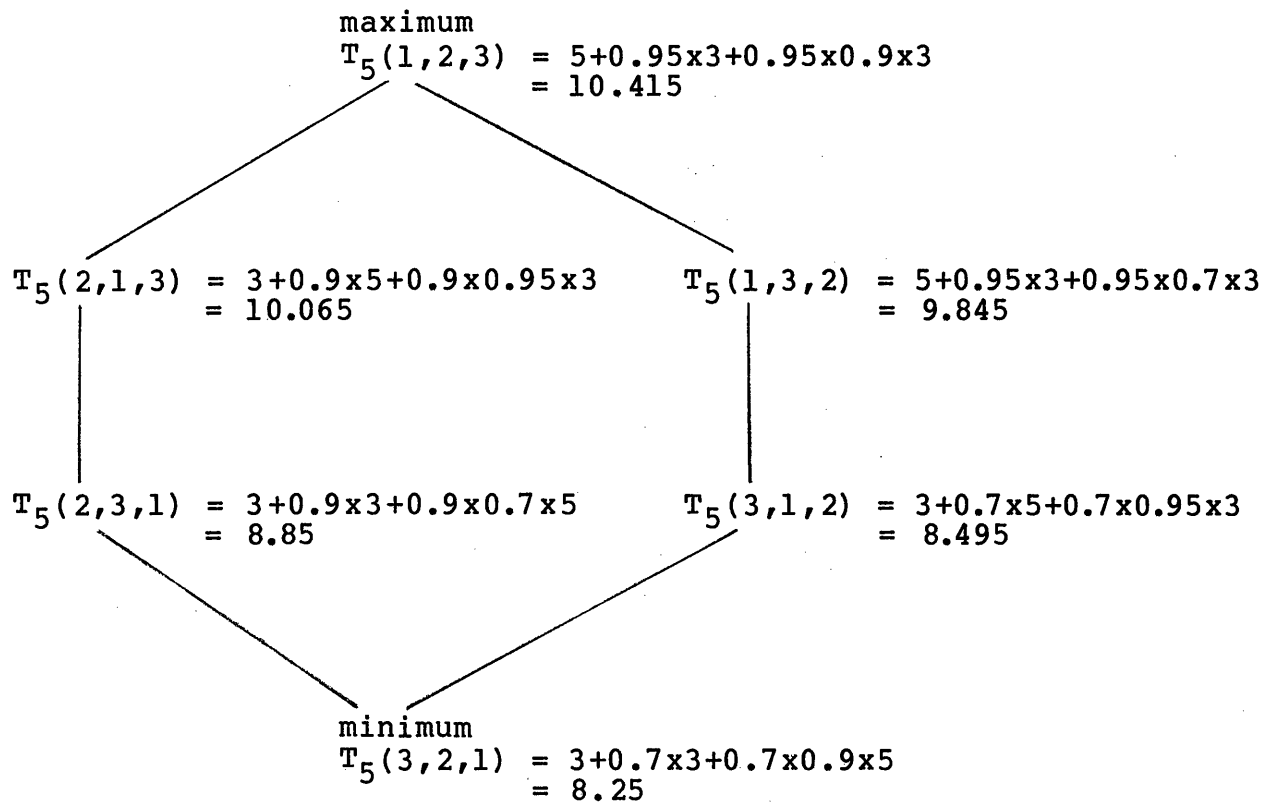 maximum
T5(1,2,3) = 5+0.95x3+0.95x0.9x3
= 10.415
T5(2,1,3) = 3+0.9x5+0.9x0.95x3
= 10.065
T5(1,3,2) = 5+0.95x3+0.95x0.7x3
= 9.845
T5(2,3,1) = 3+0.9x3+0.9x0.7x5
= 8.85
T5(3,1,2) = 3+0.7x5+0.7x0.95x3
= 8.495
minimum
T5(3,2,1) = 3+0.7x3+0.7x0.9x5
= 8.25